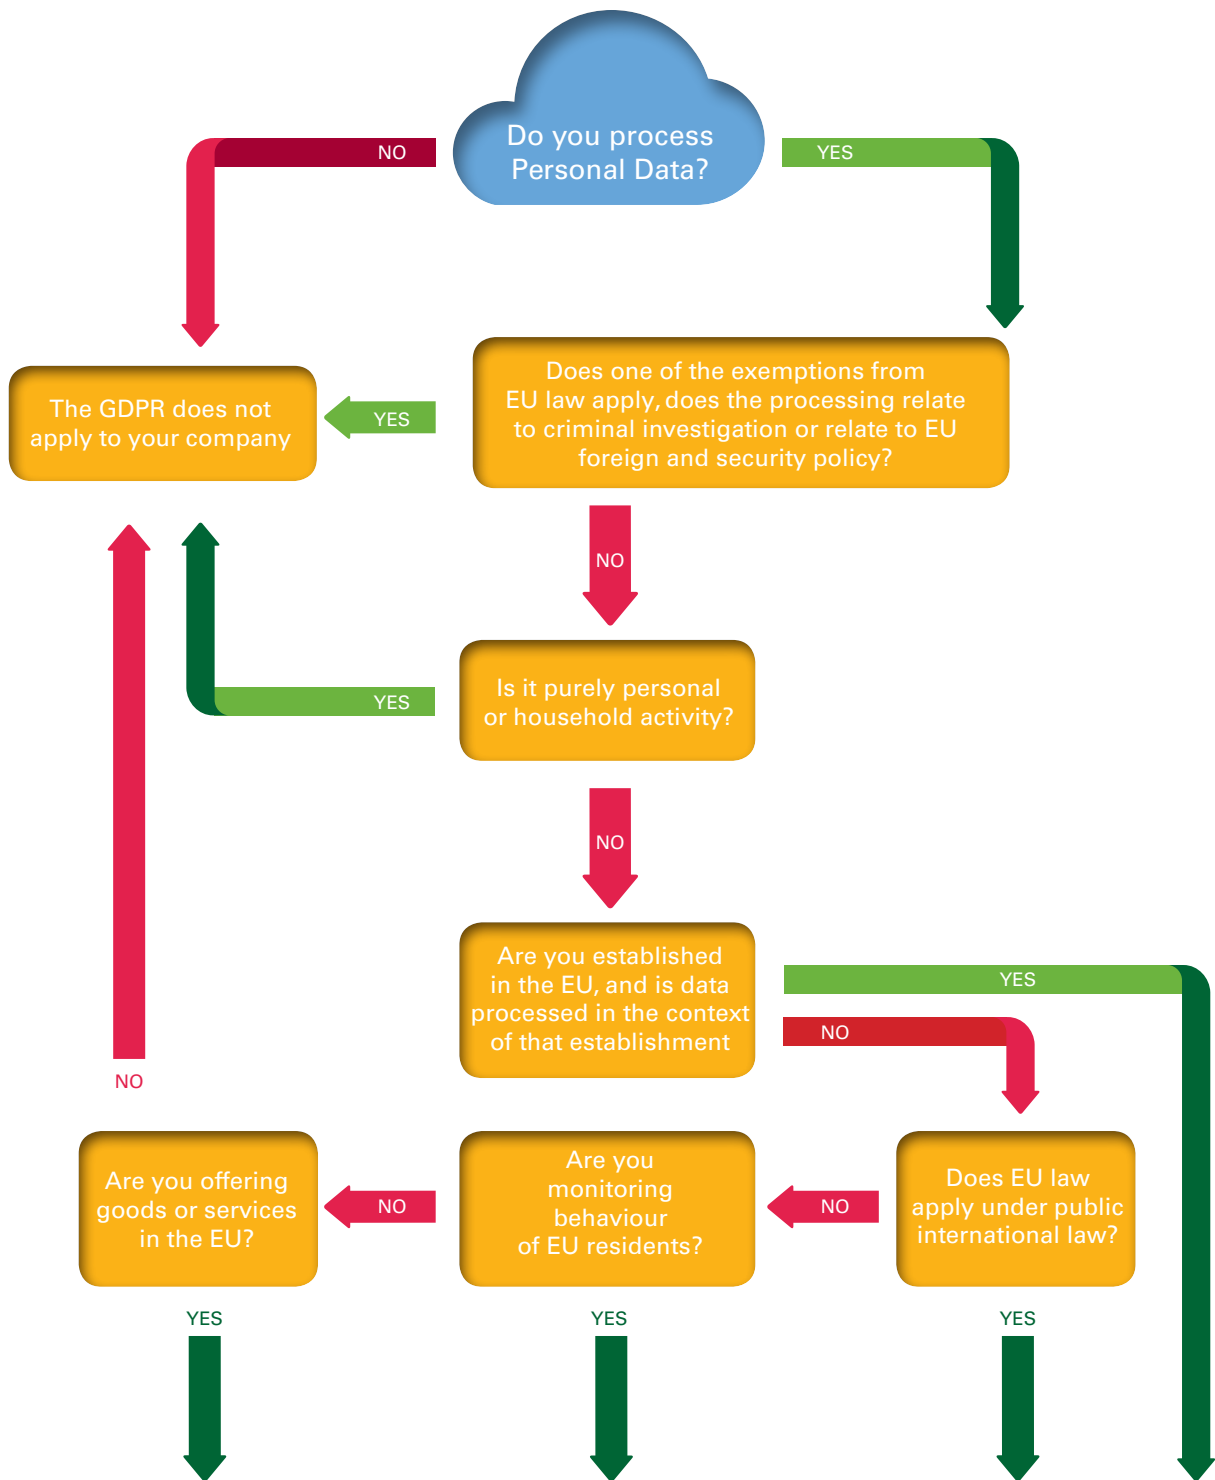 Do you process
Personal Data?
NO
YES
The GDPR does not
apply to your company
YES
Does one of the exemptions from
EU law apply, does the processing relate
to criminal investigation or relate to EU
foreign and security policy?
NO
Is it purely personal
or household activity?
YES
NO
Are you established
in the EU, and is data
processed in the context
of that establishment
YES
NO
NO
Are you offering
goods or services
in the EU?
NO
Are you
monitoring
behaviour
of EU residents?
NO
Does EU law
apply under public
international law?
YES
YES
YES